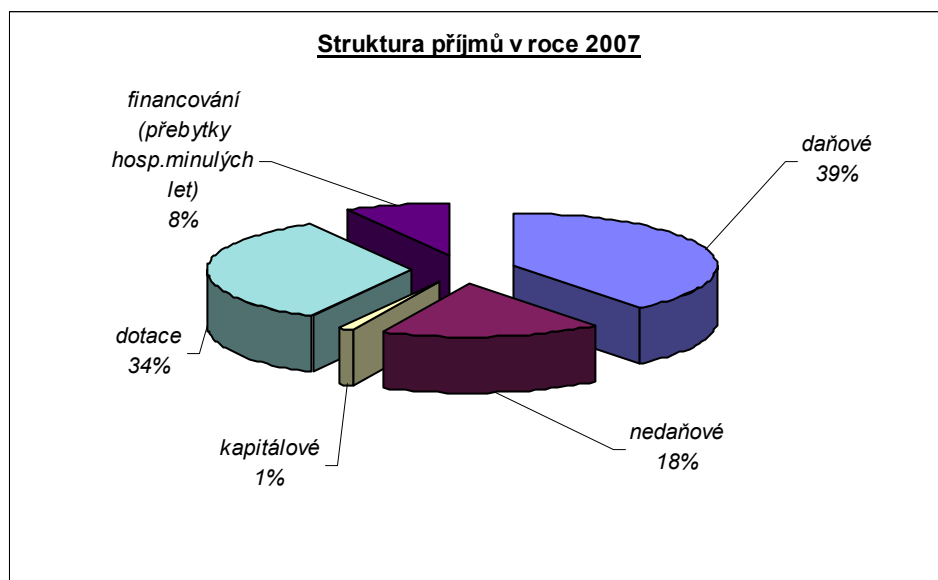 Struktura příjmů v roce 2007
financování
(přebytky
hosp.minulých
let)
8%
daňové
39%
dotace
34%
kapitálové
1%
nedaňové
18%